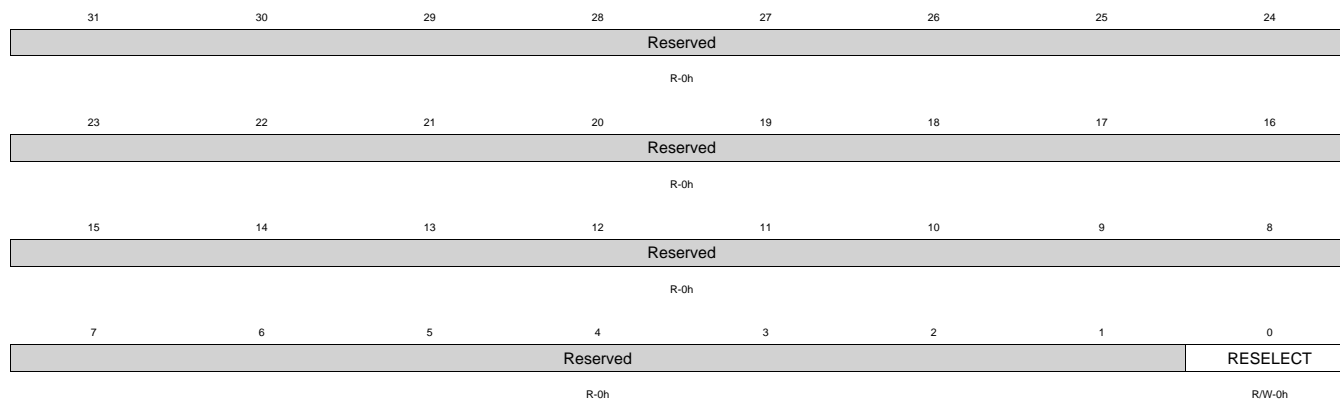 31 30 29 28 27 26 25 24
Reserved
R-0h
23 22 21 20 19 18 17 16
Reserved
R-0h
15 14 13 12 11 10 9 8
Reserved
R-0h
7 6 5 4 3 2 1 0
Reserved RESELECT
R-0h R/W-0h